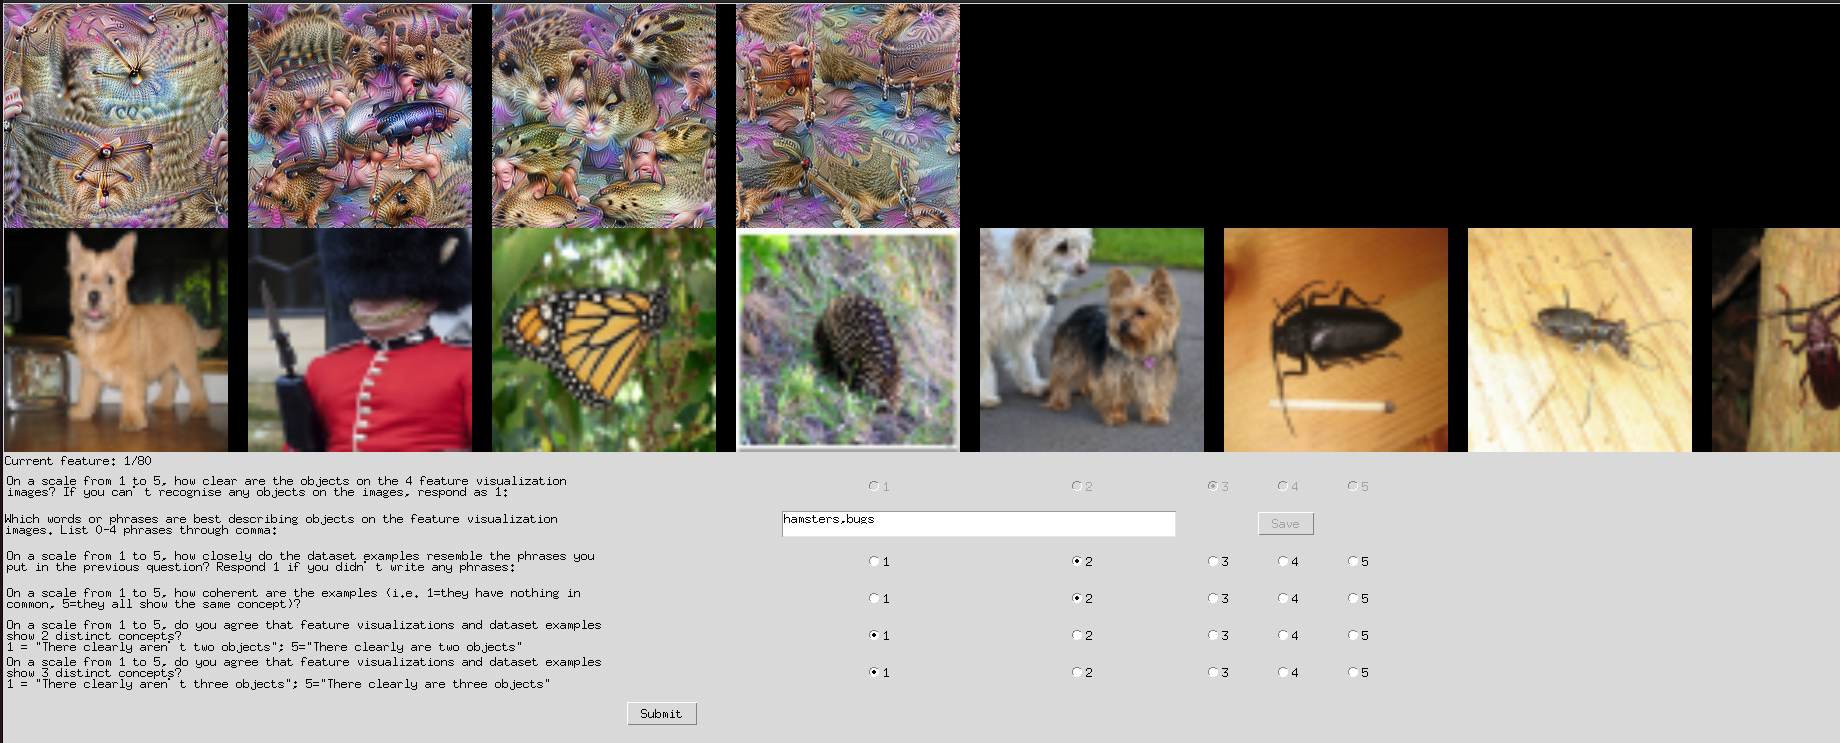 Current feature: 1/80
On a scale from 1 to 5, how clear are the objects on the 4 feature visualization
images? If you can't recognise any objects on the images, respond as 1:
1 2 3 4 5
Which words or phrases are best describing objects on the feature visualization
images. List 0-4 phrases through comma:
hamsters,bugs
Save
On a scale from 1 to 5, how closely do the dataset examples resemble the phrases you
put in the previous question? Respond 1 if you didn't write any phrases:
1 2 3 4 5
On a scale from 1 to 5, how coherent are the examples (i.e. 1=they have nothing in
common, 5=they all show the same concept)?
1 2 3 4 5
On a scale from 1 to 5, do you agree that feature visualizations and dataset examples
show 2 distinct concepts?
1 = "There clearly aren't two objects"; 5="There clearly are two objects"
1 2 3 4 5
On a scale from 1 to 5, do you agree that feature visualizations and dataset examples
show 3 distinct concepts?
1 = "There clearly aren't three objects"; 5="There clearly are three objects"
1 2 3 4 5
Submit